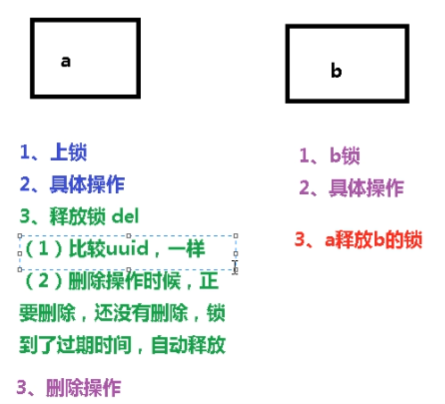 a
1、上锁
2、具体操作
3、释放锁 del
（1）比较uuid，一样
（2）删除操作时候，正
要删除，还没有删除，锁
到了过期时间，自动释放
3、删除操作
b
1、b锁
2、具体操作
3、a释放b的锁